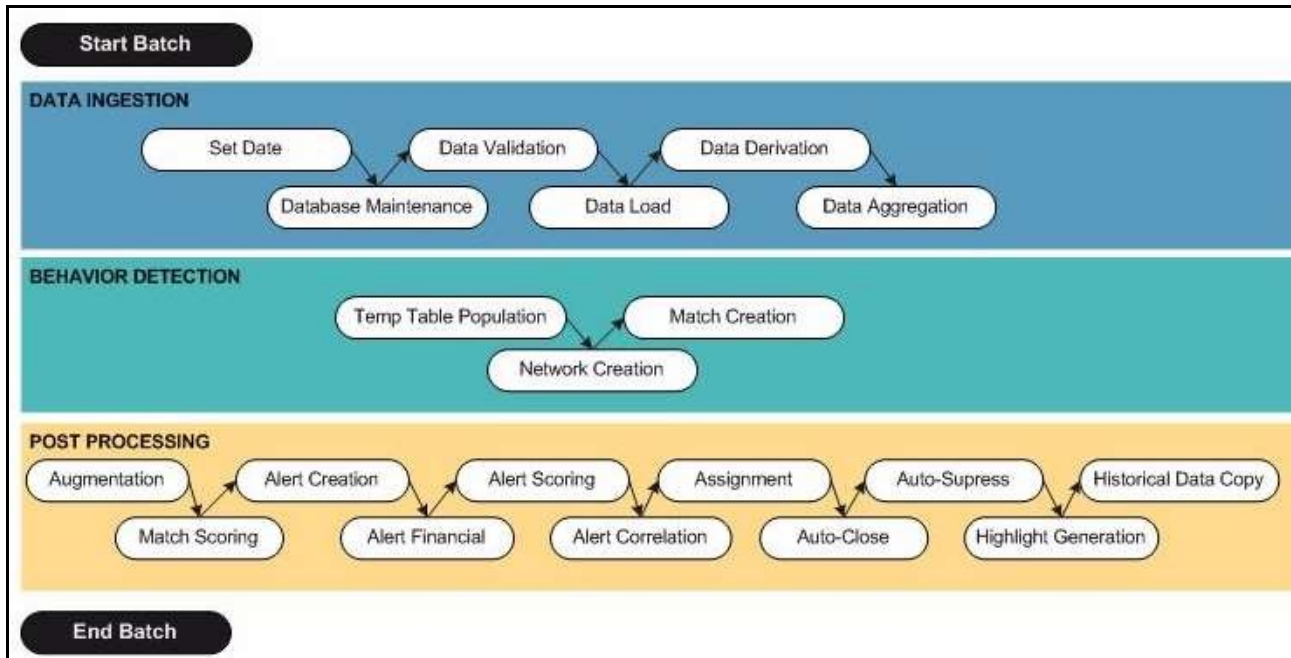 Start Batch
DATA INGESTION
Set Date
Data Validation
Data Derivation
Database Maintenance
Data Load
Data Aggregation
BEHAVIOR DETECTION
Temp Table Population
Match Creation
Network Creation
POST PROCESSING
Augmentation
Alert Creation
Alert Scoring
Assignment
Auto-Supress
Historical Data Copy
Match Scoring
Alert Financial
Alert Correlation
Auto-Close
Highlight Generation
End Batch